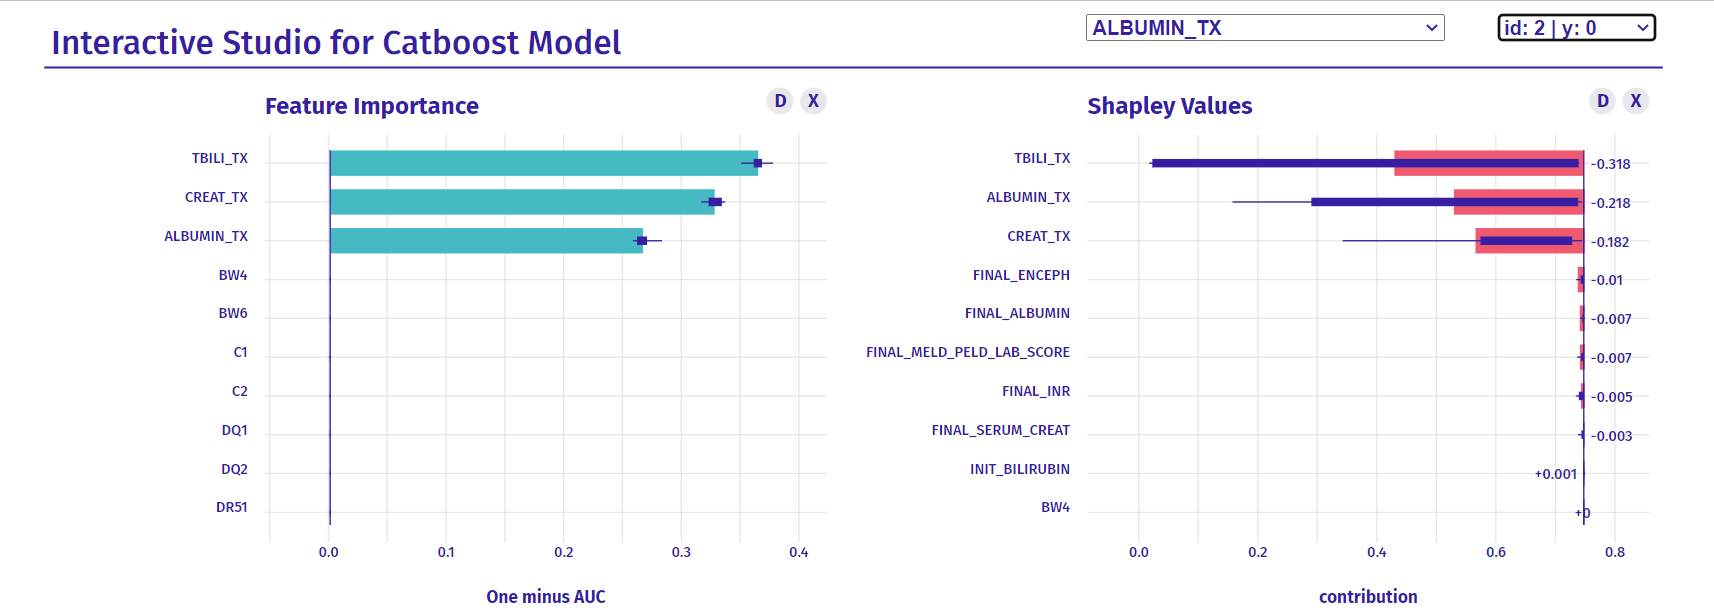 Interactive Studio for Catboost Model
ALBUMIN_TX
id: 2 | y: 0
Feature Importance
D X
TBILI_TX
CREAT_TX
ALBUMIN_TX
BW4
BW6
C1
C2
DQ1
DQ2
DR51
0.0 0.1 0.2 0.3 0.4
One minus AUC
Shapley Values
D X
TBILI_TX -0.318
ALBUMIN_TX -0.218
CREAT_TX -0.182
FINAL_ENCEPH -0.01
FINAL_ALBUMIN -0.007
FINAL_MELD_PELD_LAB_SCORE -0.007
FINAL_INR -0.005
FINAL_SERUM_CREAT -0.003
INIT_BILIRUBIN +0.001
BW4 +0
0.0 0.2 0.4 0.6 0.8
contribution